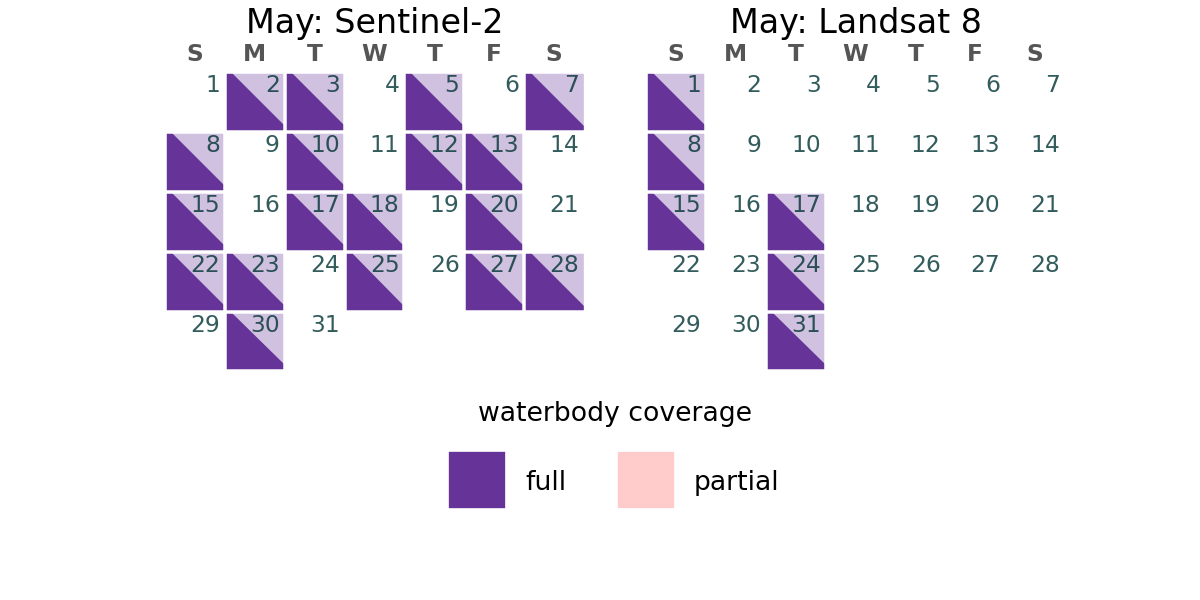 May: Sentinel-2
S M T W T F S
1 2 3 4 5 6 7
8 9 10 11 12 13 14
15 16 17 18 19 20 21
22 23 24 25 26 27 28
29 30 31
May: Landsat 8
S M T W T F S
1 2 3 4 5 6 7
8 9 10 11 12 13 14
15 16 17 18 19 20 21
22 23 24 25 26 27 28
29 30 31
waterbody coverage
full
partial